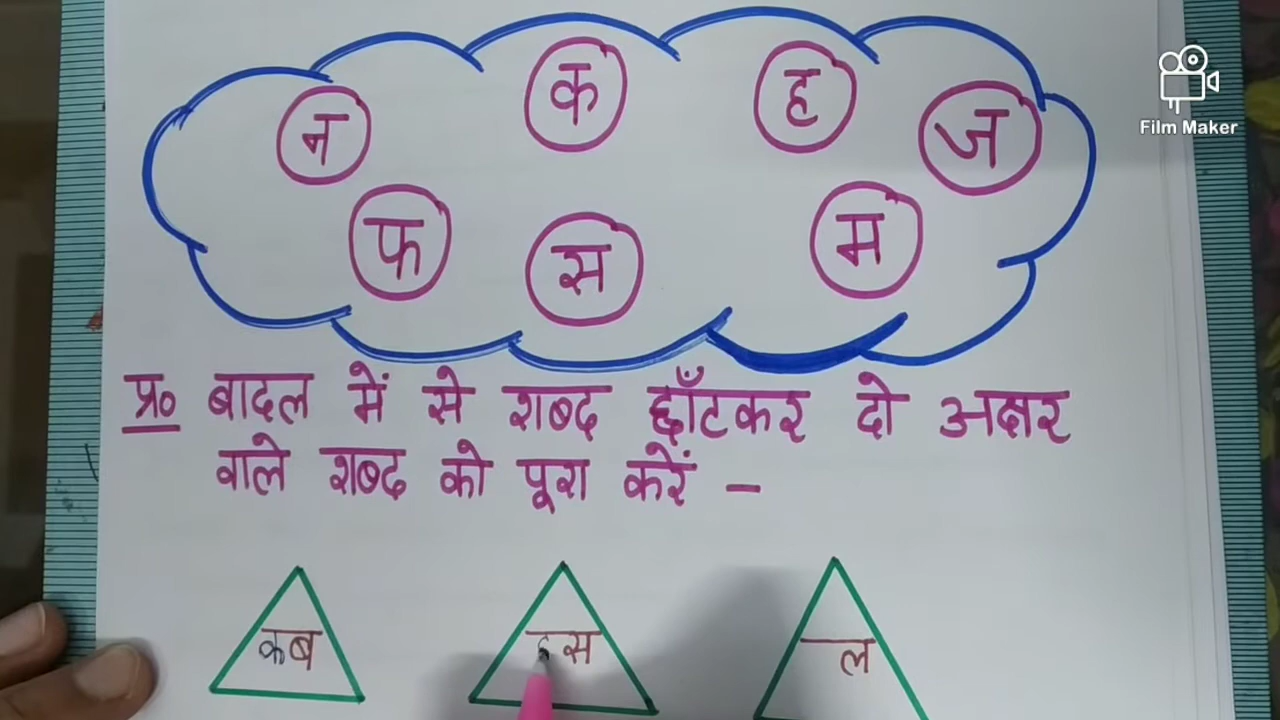 क ह
न ज
फ स म
Film Maker
प्र० बादल में से शब्द छाँटकर दो अक्षर
वाले शब्द को पूरा करें -
कब स ल